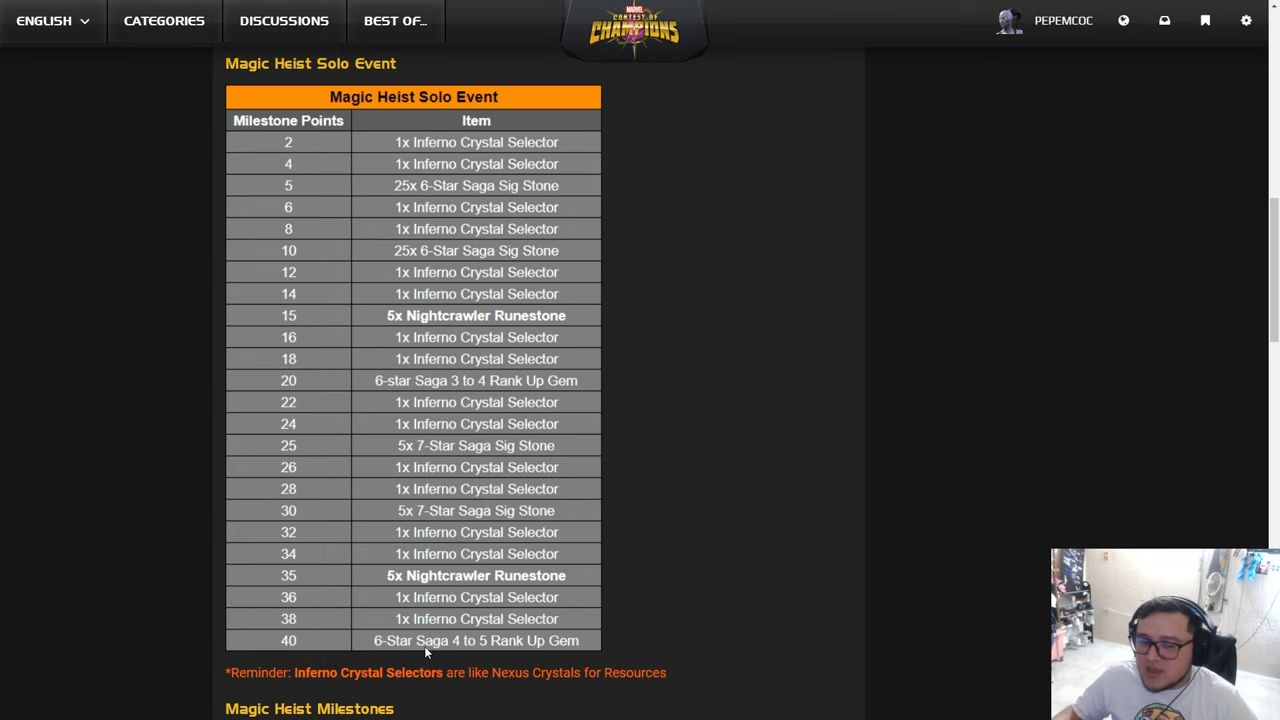 ENGLISH CATEGORIES DISCUSSIONS BEST OF... MARVEL CONTEST OF CHAMPIONS PEPEMCOC
Magic Heist Solo Event
Magic Heist Solo Event
Milestone Points Item
2 1x Inferno Crystal Selector
4 1x Inferno Crystal Selector
5 25x 6-Star Saga Sig Stone
6 1x Inferno Crystal Selector
8 1x Inferno Crystal Selector
10 25x 6-Star Saga Sig Stone
12 1x Inferno Crystal Selector
14 1x Inferno Crystal Selector
15 5x Nightcrawler Runestone
16 1x Inferno Crystal Selector
18 1x Inferno Crystal Selector
20 6-star Saga 3 to 4 Rank Up Gem
22 1x Inferno Crystal Selector
24 1x Inferno Crystal Selector
25 5x 7-Star Saga Sig Stone
26 1x Inferno Crystal Selector
28 1x Inferno Crystal Selector
30 5x 7-Star Saga Sig Stone
32 1x Inferno Crystal Selector
34 1x Inferno Crystal Selector
35 5x Nightcrawler Runestone
36 1x Inferno Crystal Selector
38 1x Inferno Crystal Selector
40 6-Star Saga 4 to 5 Rank Up Gem
*Reminder: Inferno Crystal Selectors are like Nexus Crystals for Resources
Magic Heist Milestones